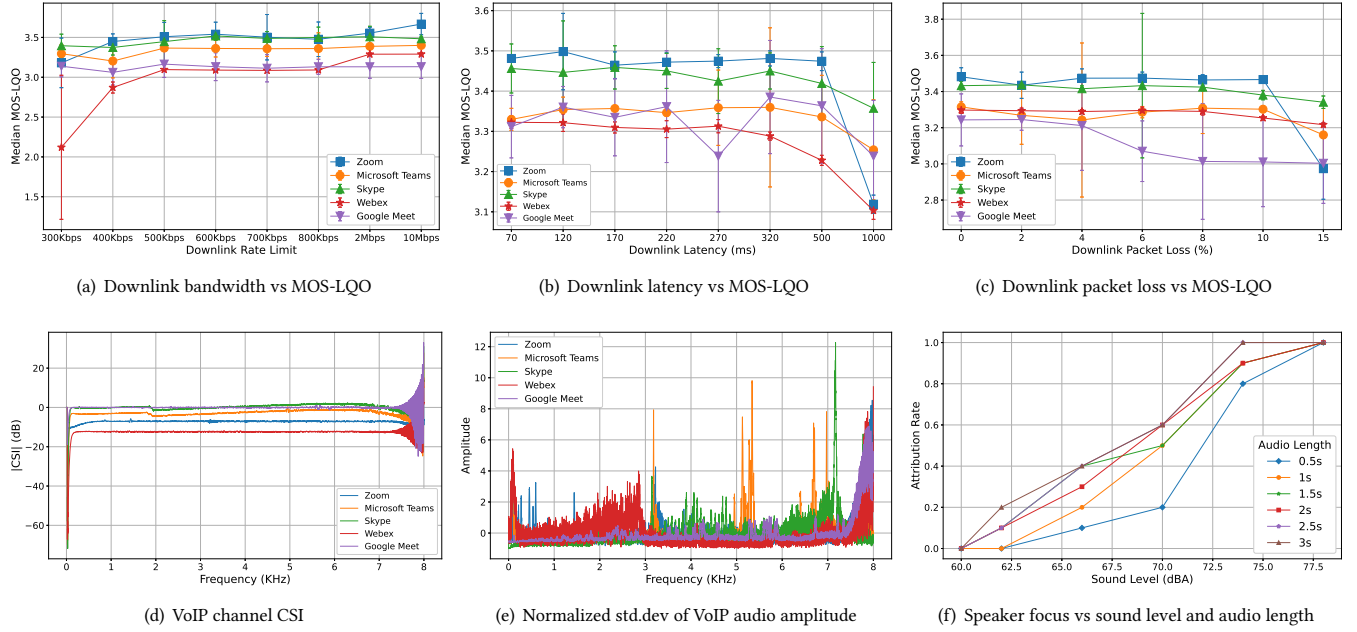 3.5
3.0
2.5
2.0
1.5
Median MOS-LQO
Zoom
Microsoft Teams
Skype
Webex
Google Meet
300Kbps 400Kbps 500Kbps 600Kbps 700Kbps 800Kbps 2Mbps 10Mbps
Downlink Rate Limit
(a) Downlink bandwidth vs MOS-LQO
3.6
3.5
3.4
3.3
3.2
3.1
Median MOS-LQO
Zoom
Microsoft Teams
Skype
Webex
Google Meet
70 120 170 220 270 320 500 1000
Downlink Latency (ms)
(b) Downlink latency vs MOS-LQO
3.8
3.6
3.4
3.2
3.0
2.8
Median MOS-LQO
Zoom
Microsoft Teams
Skype
Webex
Google Meet
0 2 4 6 8 10 15
Downlink Packet Loss (%)
(c) Downlink packet loss vs MOS-LQO
20
0
−20
−40
−60
|CSI| (dB)
Zoom
Microsoft Teams
Skype
Webex
Google Meet
0 1 2 3 4 5 6 7 8
Frequency (KHz)
(d) VoIP channel CSI
12
10
8
6
4
2
0
Amplitude
Zoom
Microsoft Teams
Skype
Webex
Google Meet
0 1 2 3 4 5 6 7 8
Frequency (KHz)
(e) Normalized std.dev of VoIP audio amplitude
1.0
0.8
0.6
0.4
0.2
0.0
Attribution Rate
Audio Length
0.5s
1s
1.5s
2s
2.5s
3s
60.0 62.5 65.0 67.5 70.0 72.5 75.0 77.5
Sound Level (dBA)
(f) Speaker focus vs sound level and audio length